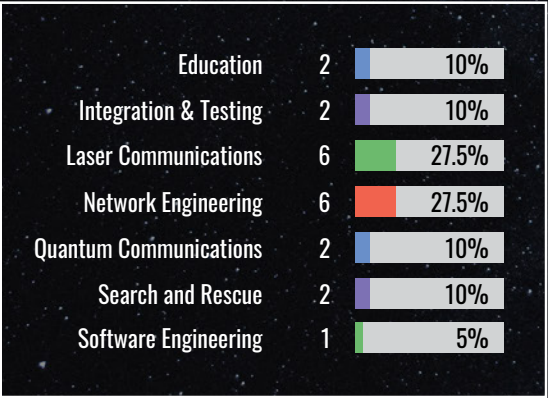 Education 2 10%
Integration & Testing 2 10%
Laser Communications 6 27.5%
Network Engineering 6 27.5%
Quantum Communications 2 10%
Search and Rescue 2 10%
Software Engineering 1 5%